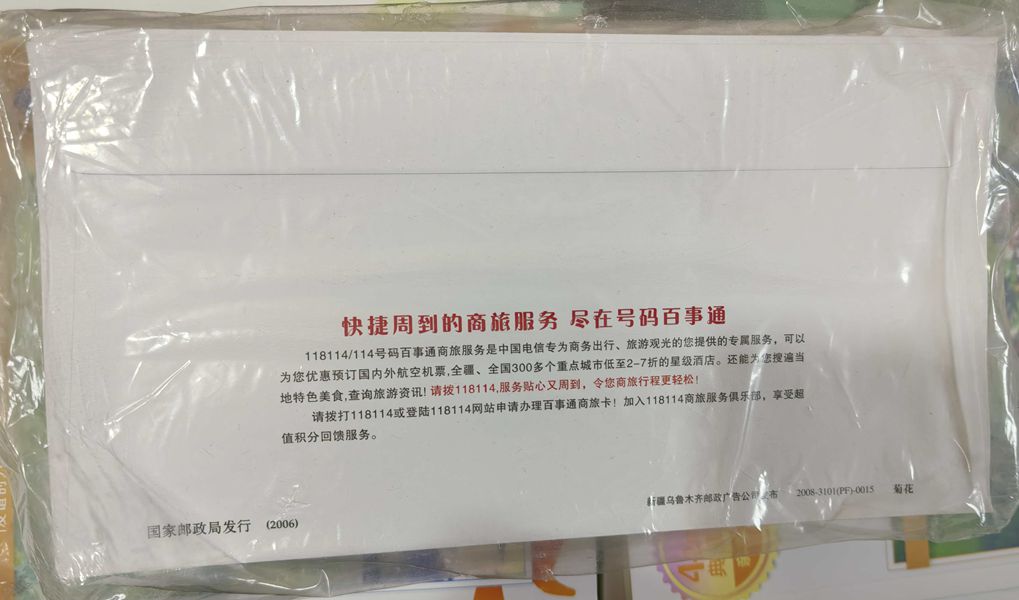 快捷周到的商旅服务 尽在号码百事通
118114/114号码百事通商旅服务是中国电信专为商务出行、旅游观光的您提供的专属服务，可以
为您优惠预订国内外航空机票,全疆、全国300多个重点城市低至2-7折的星级酒店。还能为您搜遍当
地特色美食,查询旅游资讯!请拨118114,服务贴心又周到，令您商旅行程更轻松!
请拨打118114或登陆118114网站申请办理百事通商旅卡！加入118114商旅服务俱乐部，享受超
值积分回馈服务。
新疆乌鲁木齐邮政广告公司发布 2008-3101(PF)-0015 菊花
国家邮政局发行 (2006)